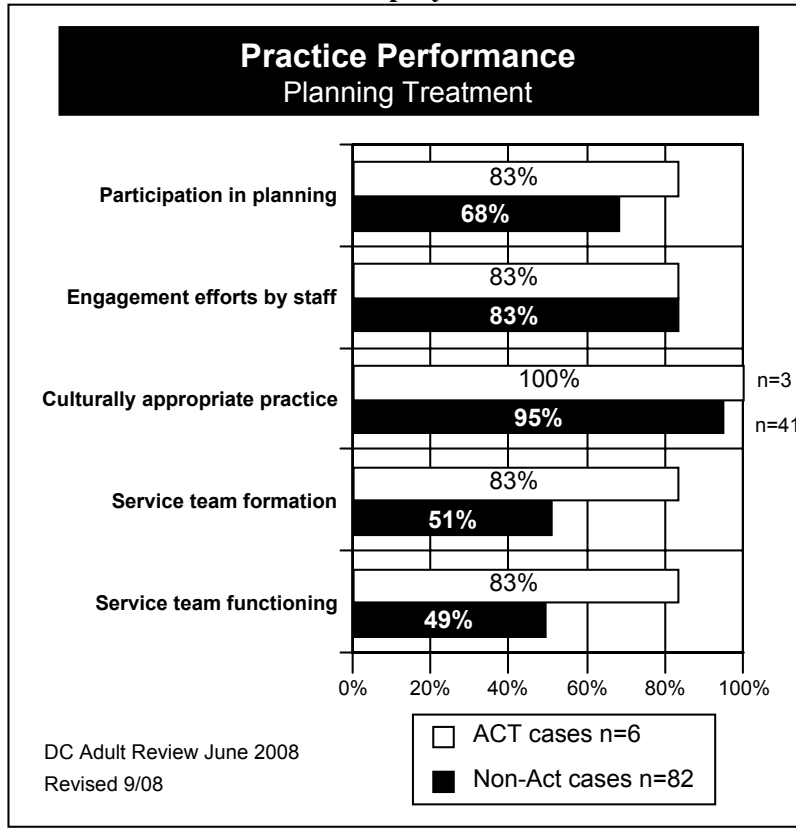 Practice Performance
Planning Treatment
Participation in planning
83%
68%
Engagement efforts by staff
83%
83%
Culturally appropriate practice
100%
n=3
95%
n=41
Service team formation
83%
51%
Service team functioning
83%
49%
0% 20% 40% 60% 80% 100%
ACT cases n=6
Non-Act cases n=82
DC Adult Review June 2008
Revised 9/08